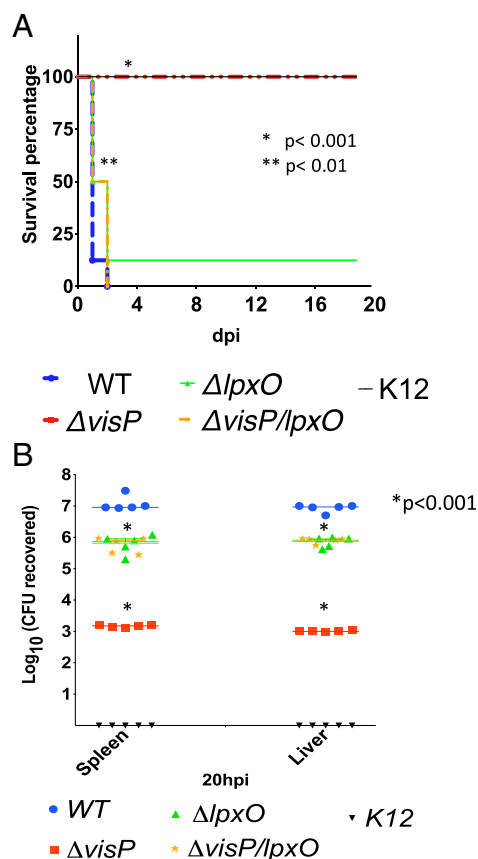 A
Survival percentage
100
75
50
25
0
*
**
* p< 0.001
** p< 0.01
0 4 8 12 16 20
dpi
WT ΔlpxO K12
ΔvisP ΔvisP/lpxO
B
Log10 (CFU recovered)
8
7
6
5
4
3
2
1
*p<0.001
* *
* *
Spleen Liver
20hpi
WT ΔlpxO K12
ΔvisP ΔvisP/lpxO